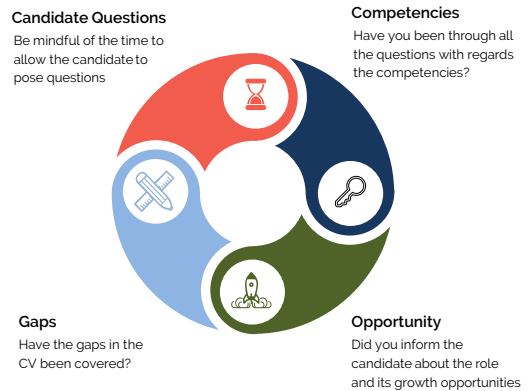 Candidate Questions
Be mindful of the time to
allow the candidate to
pose questions
Competencies
Have you been through all
the questions with regards
the competencies?
Gaps
Have the gaps in the
CV been covered?
Opportunity
Did you inform the
candidate about the role
and its growth opportunities